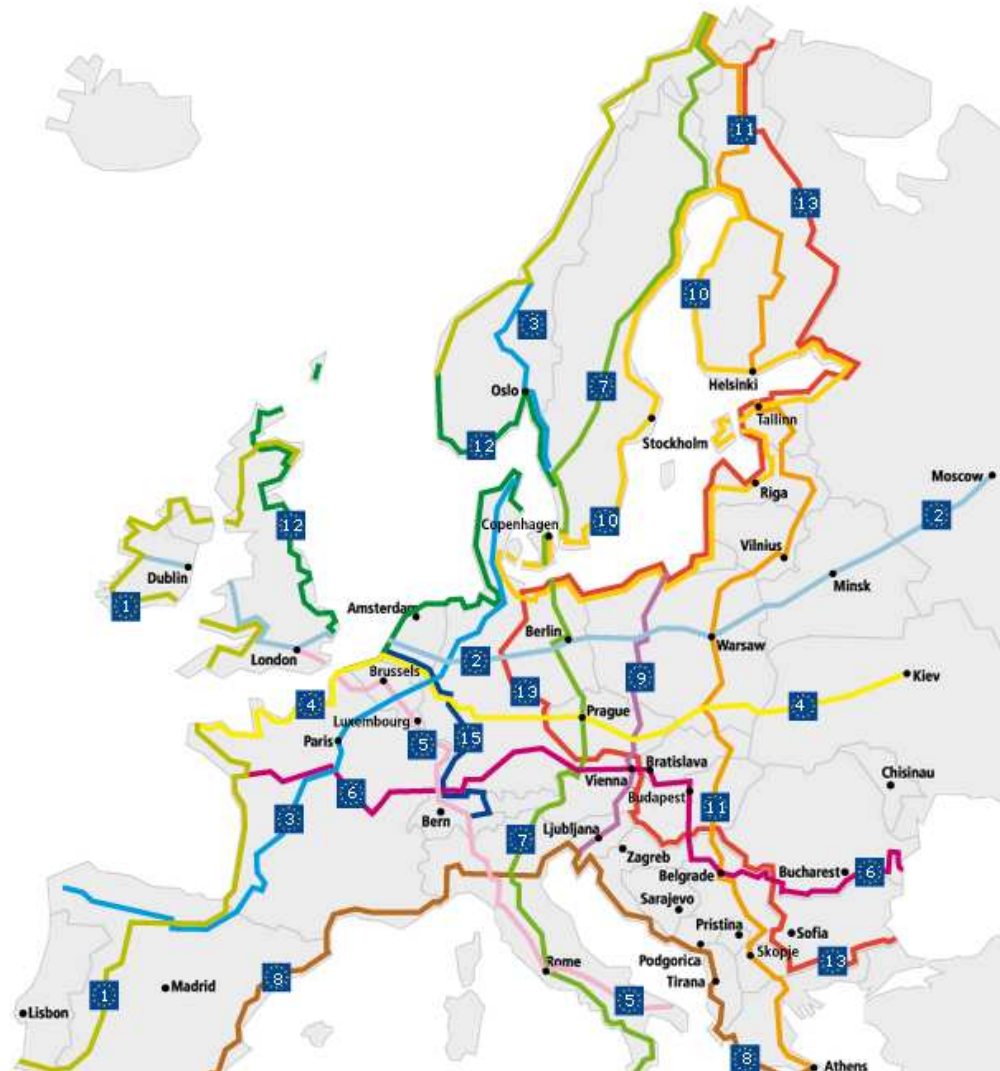 11
13
10
3
Oslo
Helsinki
7
Tallinn
Stockholm
12
Moscow
Riga
2
10
12
Copenhagen
Vilnius
Dublin
Minsk
1
Amsterdam
Berlin
Warsaw
London
2
Brussels
9
Kiev
13
4
4
Luxembourg
Prague
Paris
5
15
Bratislava
Vienna
Chisinau
6
Budapest
11
3
Bern
7
Ljubljana
Zagreb
Belgrade
Bucharest
6
Sarajevo
Pristina
Sofia
Skopje
Podgorica
13
Rome
Tirana
8
Madrid
1
5
Lisbon
8
Athens